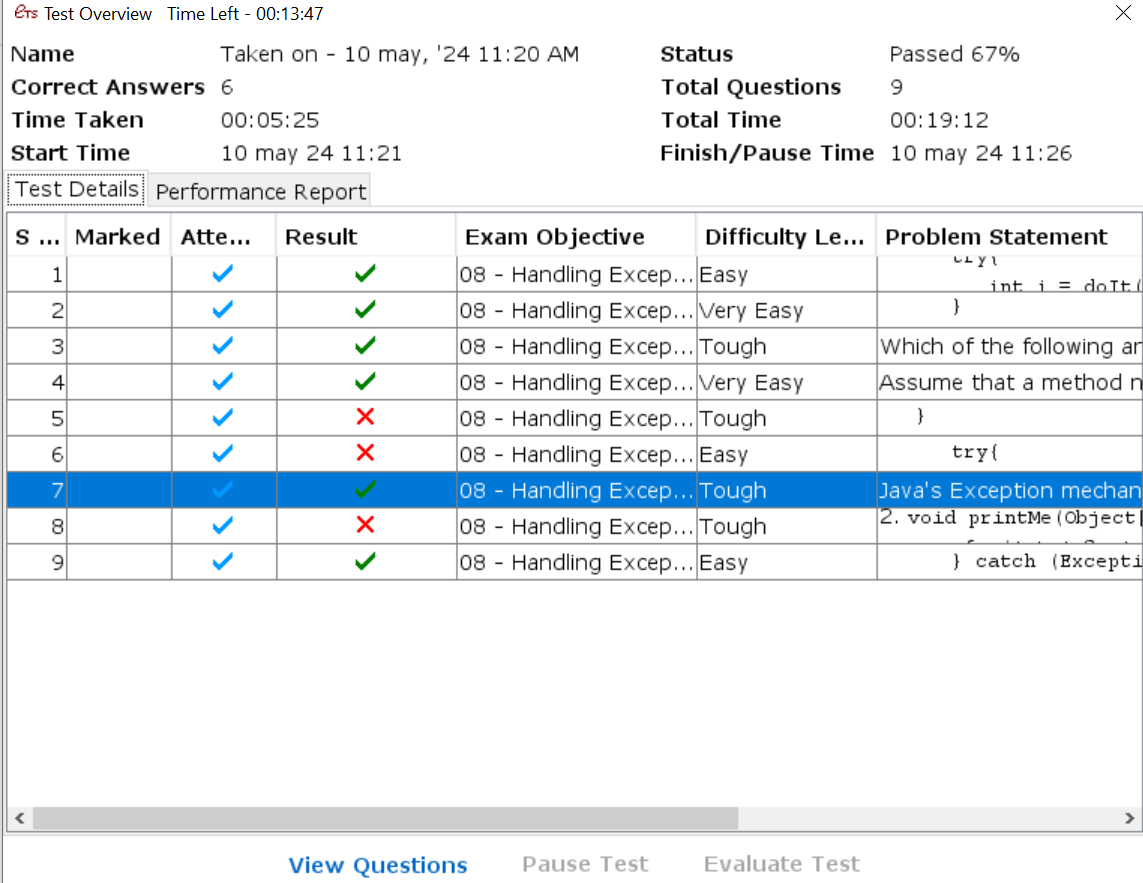 eTS Test Overview Time Left - 00:13:47
Name Taken on - 10 may, '24 11:20 AM Status Passed 67%
Correct Answers 6 Total Questions 9
Time Taken 00:05:25 Total Time 00:19:12
Start Time 10 may 24 11:21 Finish/Pause Time 10 may 24 11:26
Test Details Performance Report
S ... Marked Atte... Result Exam Objective Difficulty Le... Problem Statement
try{
1 08 - Handling Excep... Easy int i = doIt(
2 08 - Handling Excep... Very Easy }
3 08 - Handling Excep... Tough Which of the following ar
4 08 - Handling Excep... Very Easy Assume that a method n
5 08 - Handling Excep... Tough }
6 08 - Handling Excep... Easy try{
7 08 - Handling Excep... Tough Java's Exception mechan
8 08 - Handling Excep... Tough 2. void printMe(Object[
9 08 - Handling Excep... Easy } catch (Excepti
View Questions Pause Test Evaluate Test